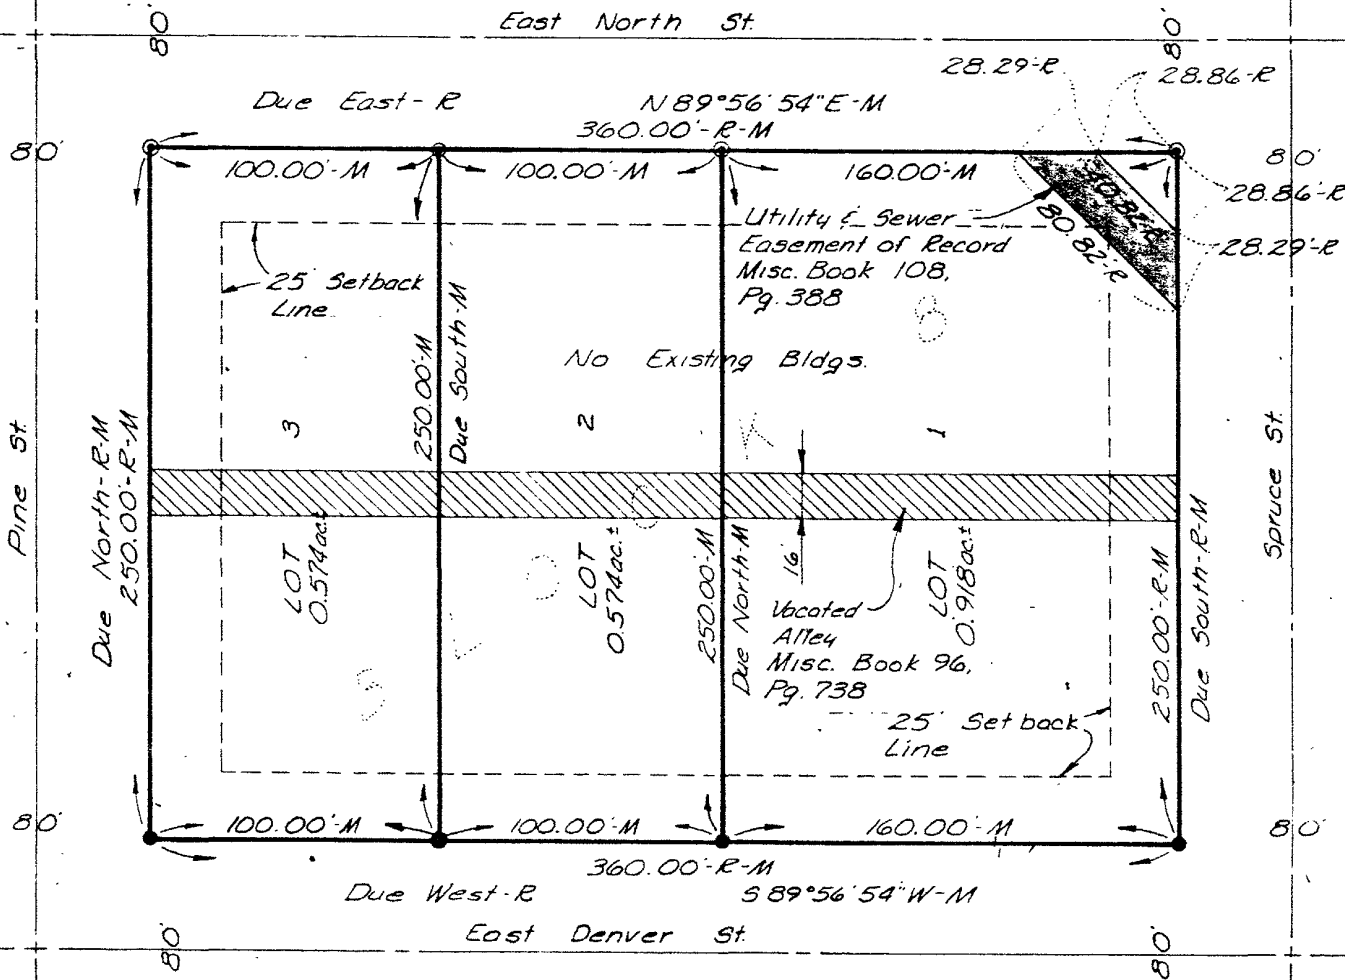 East North St.
80'
80'
28.29'-R
28.86'-R
Due East-R
N 89°56'54"E-M
360.00'-R-M
80'
80'
100.00'-M
100.00'-M
160.00'-M
28.86'-R
28.29'-R
40.82'-R
80.82'-R
Utility & Sewer
Easement of Record
Misc. Book 108,
Pg. 388
25' Setback
Line
8
No Existing Bldgs.
250.00'-M
Due South-M
3
2
K
1
Pine St.
Due North-R-M
250.00'-R-M
Spruce St.
C
16'
LOT
0.574ac.±
LOT
0.574ac.±
LOT
0.918ac.±
O
L
S
250.00'-M
Due North-M
Vacated
Alley
Misc. Book 96,
Pg. 738
250.00'-R-M
Due South-R-M
25' Setback
Line
80'
80'
100.00'-M
100.00'-M
160.00'-M
360.00'-R-M
Due West-R
S 89°56'54"W-M
East Denver St.
80'
80'